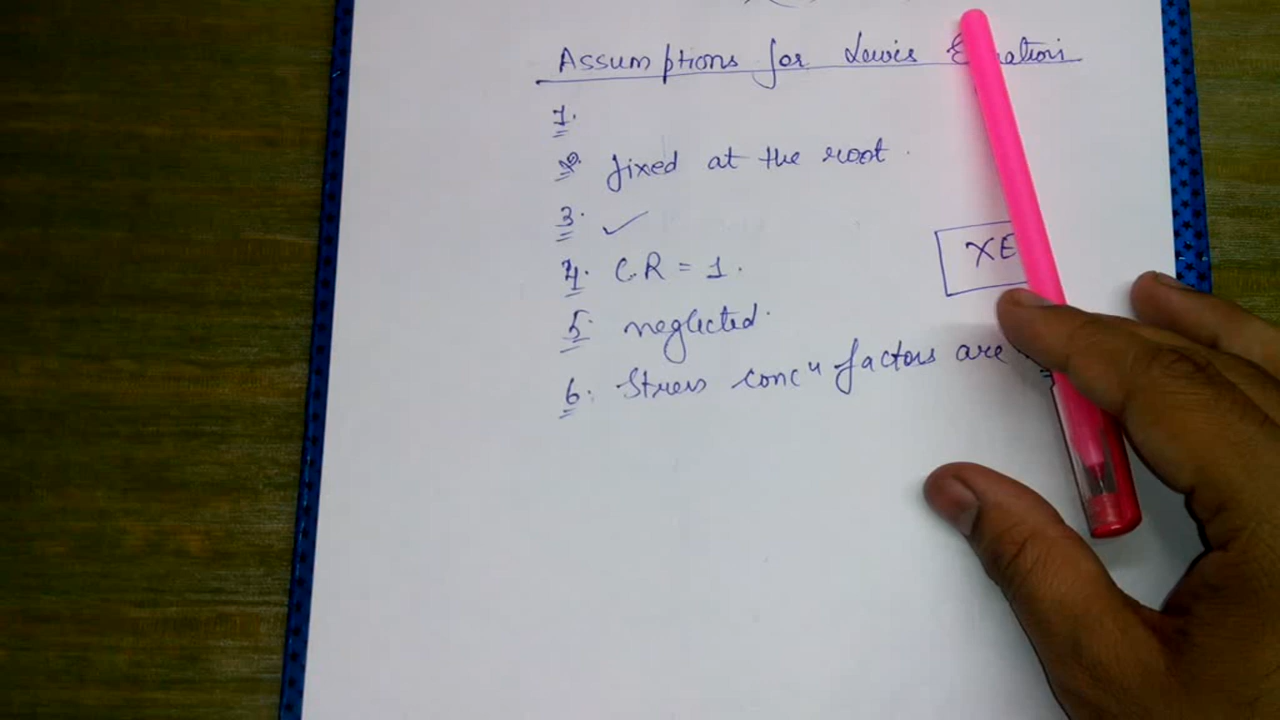 Assumptions for Lewis
1.
fixed at the root.
3. ✓
4. CR = 1.
XE
5. neglected.
6. Stress concⁿ factors are